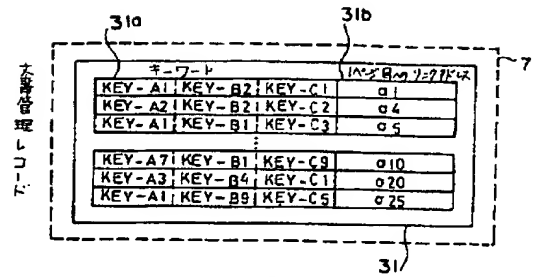 31a
31b
7
文書管理レコード
キーワード
1ページ目へのリンクアドレス
KEY-A1 KEY-B2 KEY-C1 a1
KEY-A2 KEY-B2 KEY-C2 a4
KEY-A1 KEY-B1 KEY-C3 a5
KEY-A7 KEY-B1 KEY-C9 a10
KEY-A3 KEY-B4 KEY-C1 a20
KEY-A1 KEY-B9 KEY-C5 a25
31